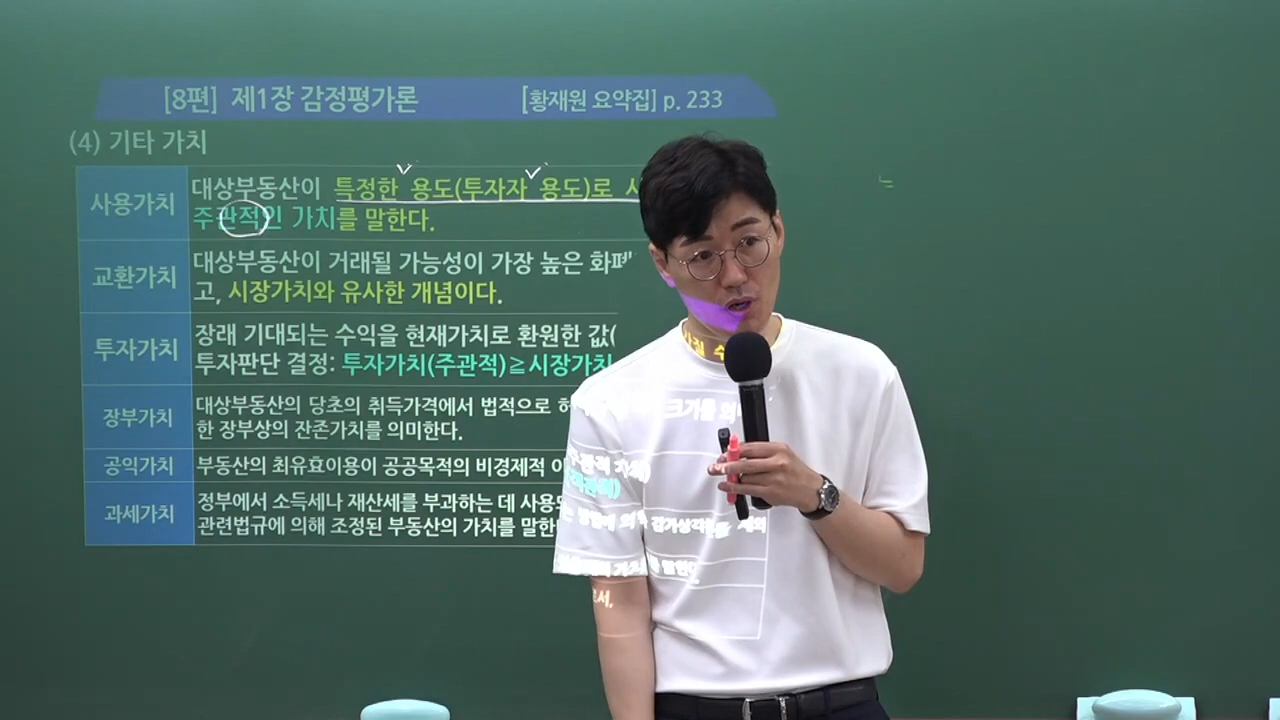 [8편] 제1장 감정평가론 [황재원 요약집] p. 233
(4) 기타 가치
사용가치
대상부동산이 특정한 용도(투자자 용도)로
주관적인 가치를 말한다.
교환가치
대상부동산이 거래될 가능성이 가장 높은
고, 시장가치와 유사한 개념이다.
투자가치
장래 기대되는 수익을 현재가치로 환원한 값(
투자판단 결정: 투자가치(주관적)≧시장가치
장부가치
대상부동산의 당초의 취득가격에서 법적으로
한 장부상의 잔존가치를 의미한다.
공익가치
부동산의 최유효이용이 공공목적의 비경제적
과세가치
정부에서 소득세나 재산세를 부과하는 데
관련법규에 의해 조정된 부동산의 가치를